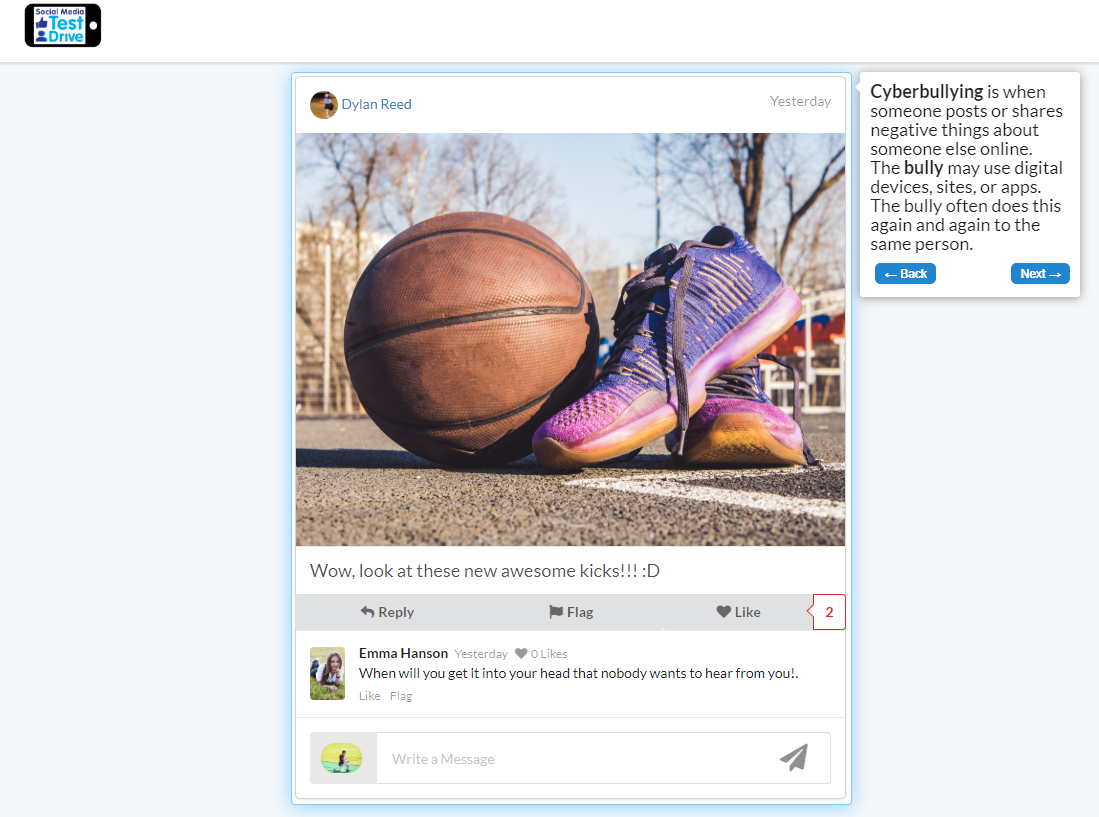 Social Media
Test
Drive
Dylan Reed
Yesterday
Cyberbullying is when
someone posts or shares
negative things about
someone else online.
The bully may use digital
devices, sites, or apps.
The bully often does this
again and again to the
same person.
← Back
Next →
Wow, look at these new awesome kicks!!! :D
Reply
Flag
Like
2
Emma Hanson Yesterday 0 Likes
When will you get it into your head that nobody wants to hear from you!.
Like Flag
Write a Message